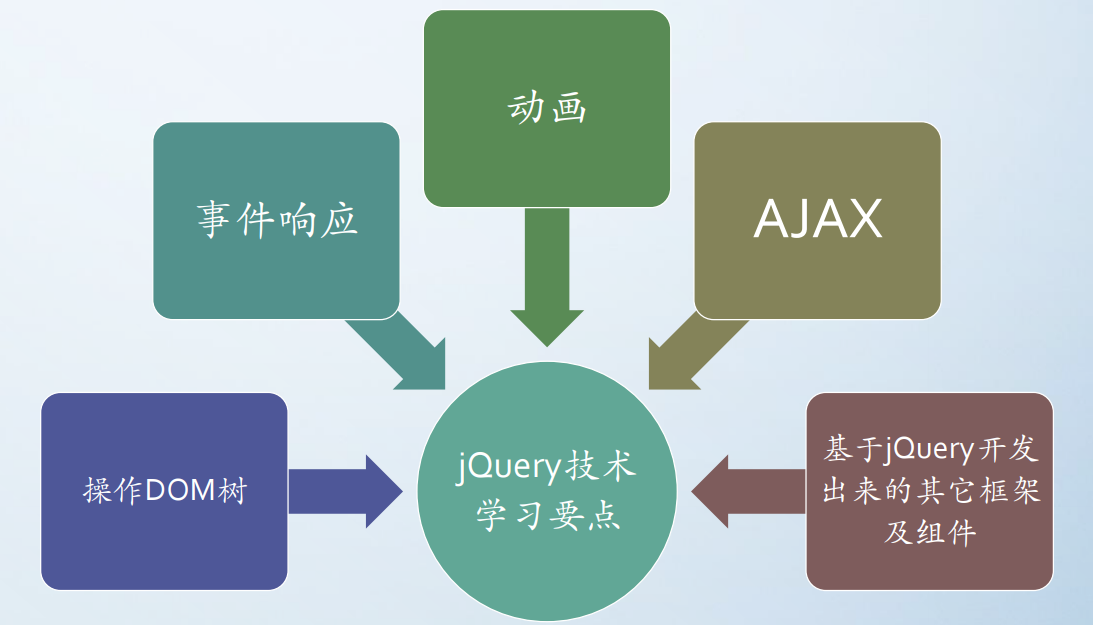 动画
事件响应
AJAX
操作DOM树
jQuery技术
学习要点
基于jQuery开发
出来的其它框架
及组件